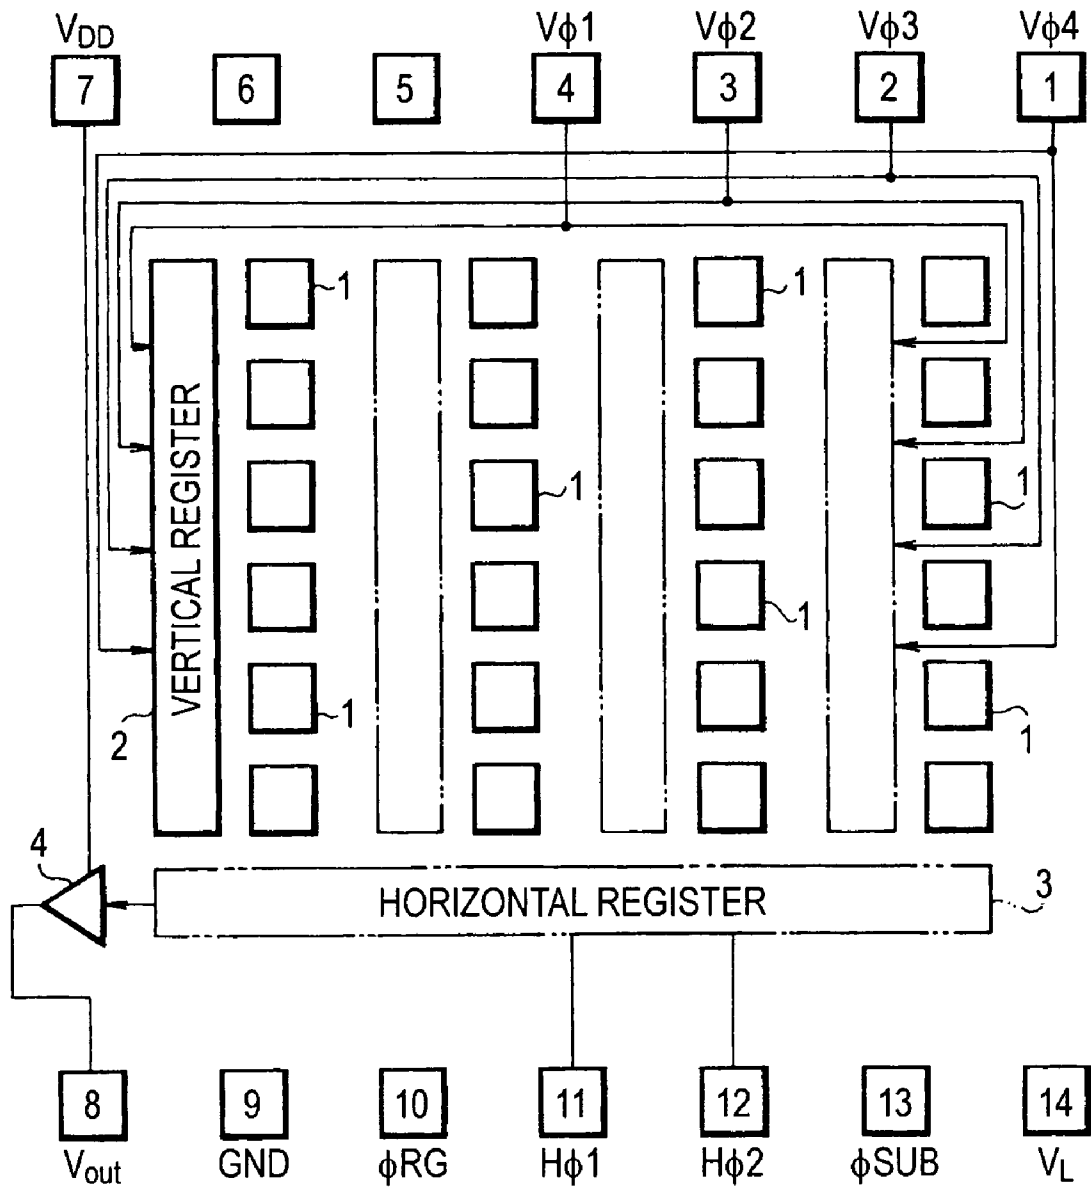 VDD Vϕ1 Vϕ2 Vϕ3 Vϕ4
7 6 5 4 3 2 1
1 1
1 1
1
1 1
VERTICAL REGISTER
2
4
HORIZONTAL REGISTER
3
8 9 10 11 12 13 14
Vout GND ϕRG Hϕ1 Hϕ2 ϕSUB VL